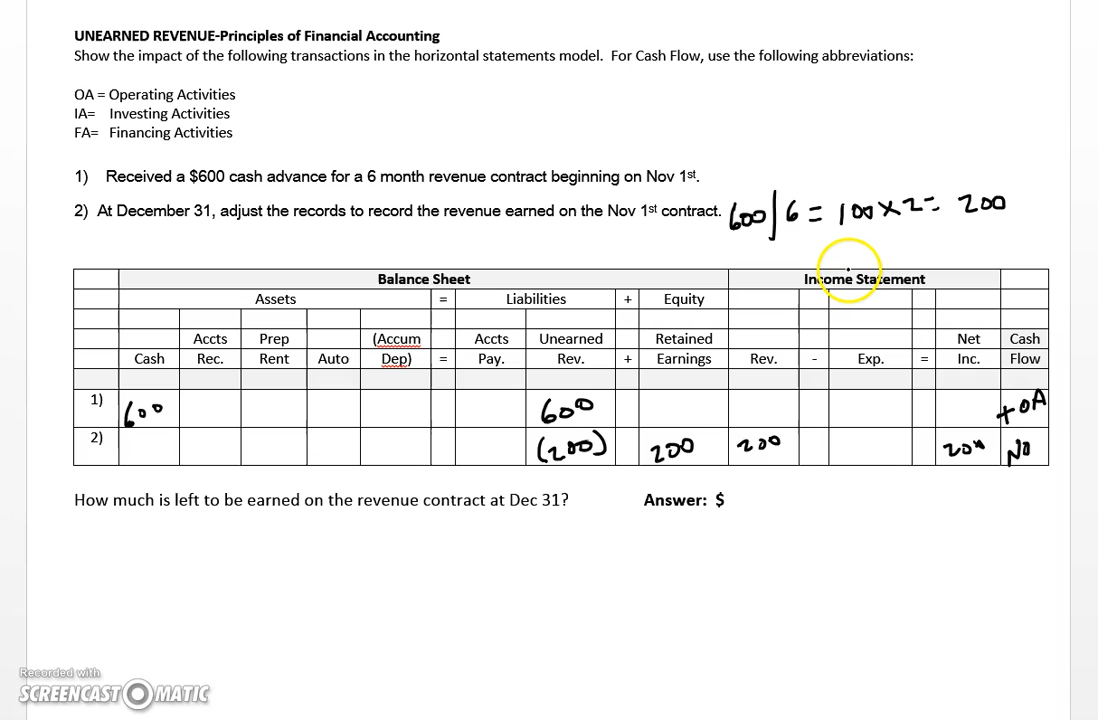 UNEARNED REVENUE-Principles of Financial Accounting
Show the impact of the following transactions in the horizontal statements model. For Cash Flow, use the following abbreviations:
OA = Operating Activities
IA= Investing Activities
FA= Financing Activities
1) Received a $600 cash advance for a 6 month revenue contract beginning on Nov 1st.
2) At December 31, adjust the records to record the revenue earned on the Nov 1st contract. 600/6 = 100 x 2 = 200
Balance Sheet Income Statement
Assets = Liabilities + Equity
Accts Prep (Accum Accts Unearned Retained Net Cash
Cash Rec. Rent Auto Dep) = Pay. Rev. + Earnings Rev. - Exp. = Inc. Flow
1) 600 600 +OA
2) (200) 200 200 200 NO
How much is left to be earned on the revenue contract at Dec 31? Answer: $
Recorded with
SCREENCAST-O-MATIC